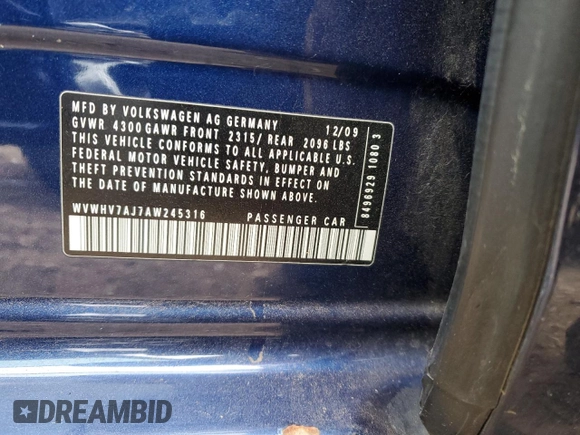 MFD BY VOLKSWAGEN AG GERMANY 12/09
GVWR 4300 GAWR FRONT 2315/ REAR 2096 LBS
THIS VEHICLE CONFORMS TO ALL APPLICABLE U.S.
FEDERAL MOTOR VEHICLE SAFETY, BUMPER AND
THEFT PREVENTION STANDARDS IN EFFECT ON
THE DATE OF MANUFACTURE SHOWN ABOVE.
WVWHV7AJ7AW245316 PASSENGER CAR
8496929 1080 3
DREAMBID